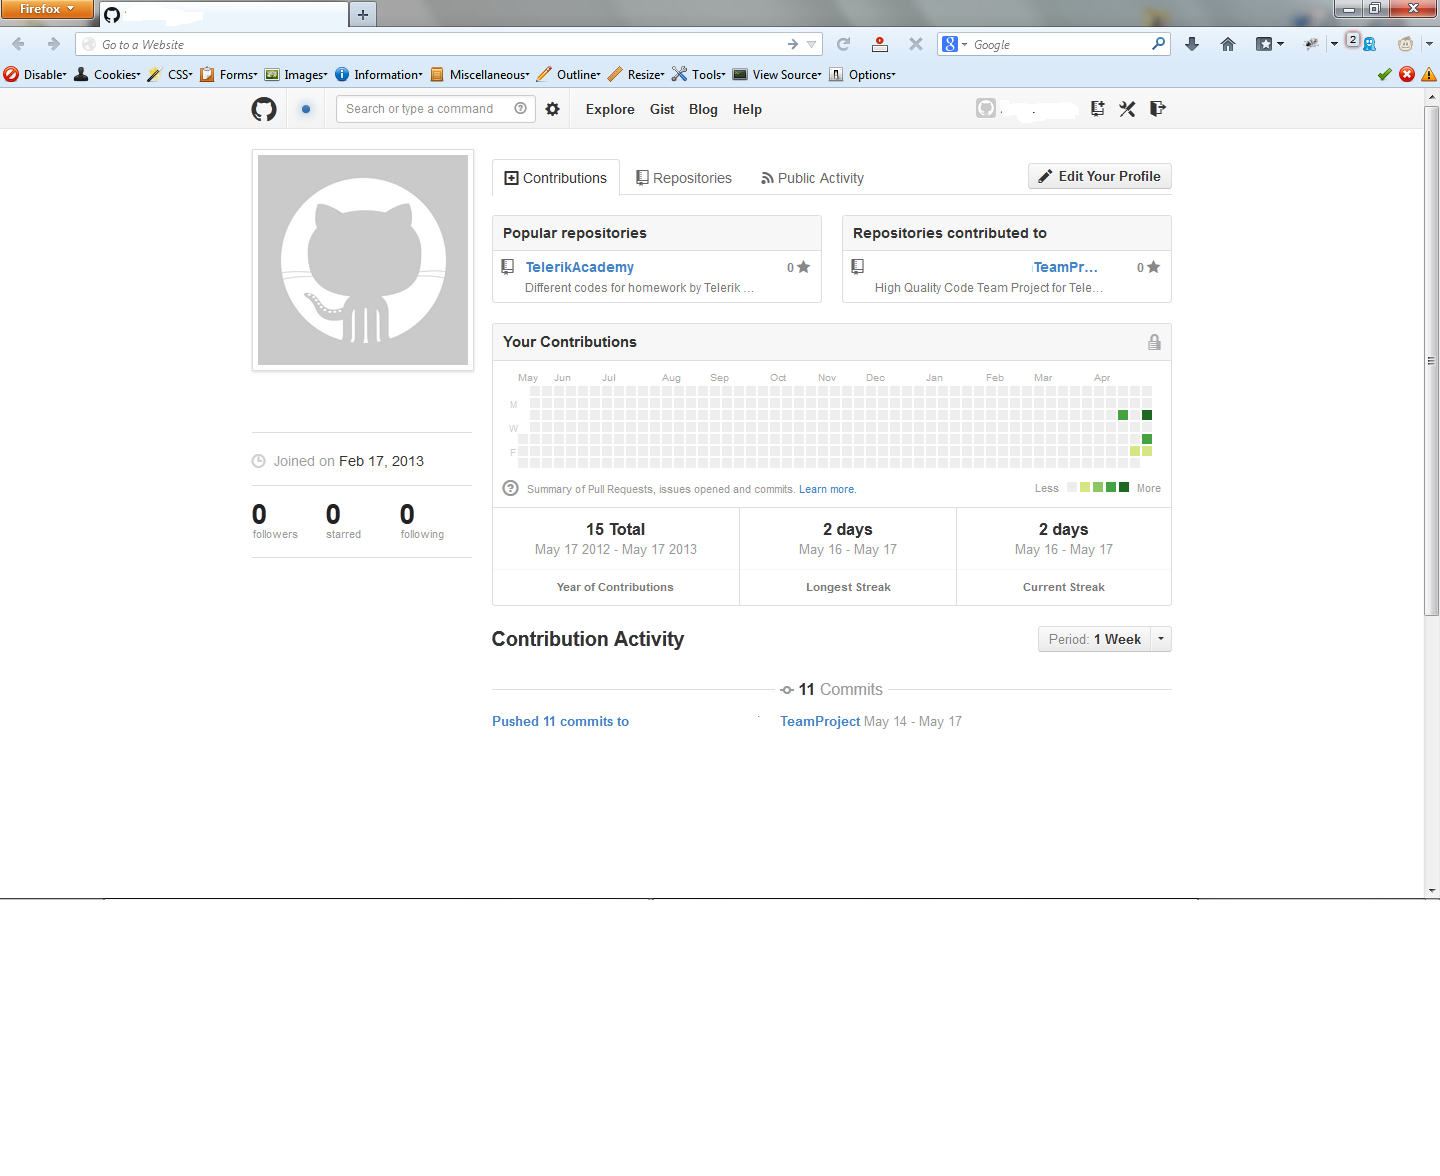 Firefox
Go to a Website
8 Google
2
Disable Cookies CSS Forms Images Information Miscellaneous Outline Resize Tools View Source Options
Search or type a command
Explore Gist Blog Help
Contributions Repositories Public Activity
Edit Your Profile
Popular repositories
TelerikAcademy 0
Different codes for homework by Telerik ...
Repositories contributed to
TeamPr... 0
High Quality Code Team Project for Tele...
Your Contributions
May Jun Jul Aug Sep Oct Nov Dec Jan Feb Mar Apr
M
W
F
Summary of Pull Requests, issues opened and commits. Learn more.
Less More
15 Total
May 17 2012 - May 17 2013
Year of Contributions
2 days
May 16 - May 17
Longest Streak
2 days
May 16 - May 17
Current Streak
Joined on Feb 17, 2013
0 0 0
followers starred following
Contribution Activity
Period: 1 Week
11 Commits
Pushed 11 commits to TeamProject May 14 - May 17